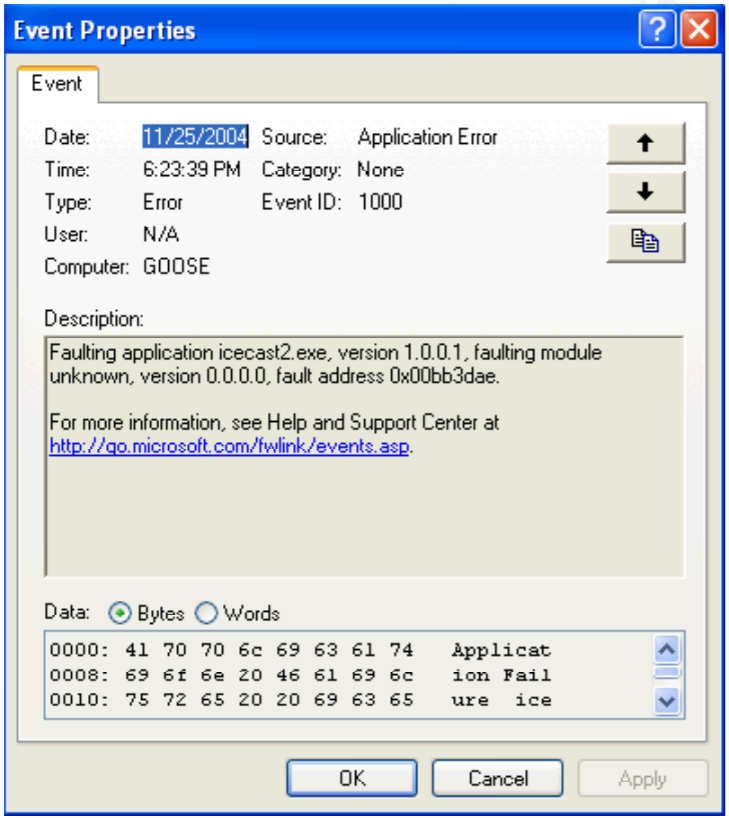 Event Properties
Event
Date: 11/25/2004 Source: Application Error
Time: 6:23:39 PM Category: None
Type: Error Event ID: 1000
User: N/A
Computer: GOOSE
Description:
Faulting application icecast2.exe, version 1.0.0.1, faulting module
unknown, version 0.0.0.0, fault address 0x00bb3dae.
For more information, see Help and Support Center at
http://go.microsoft.com/fwlink/events.asp.
Data: Bytes Words
0000: 41 70 70 6c 69 63 61 74 Applicat
0008: 69 6f 6e 20 46 61 69 6c ion Fail
0010: 75 72 65 20 20 69 63 65 ure  ice
OK Cancel Apply